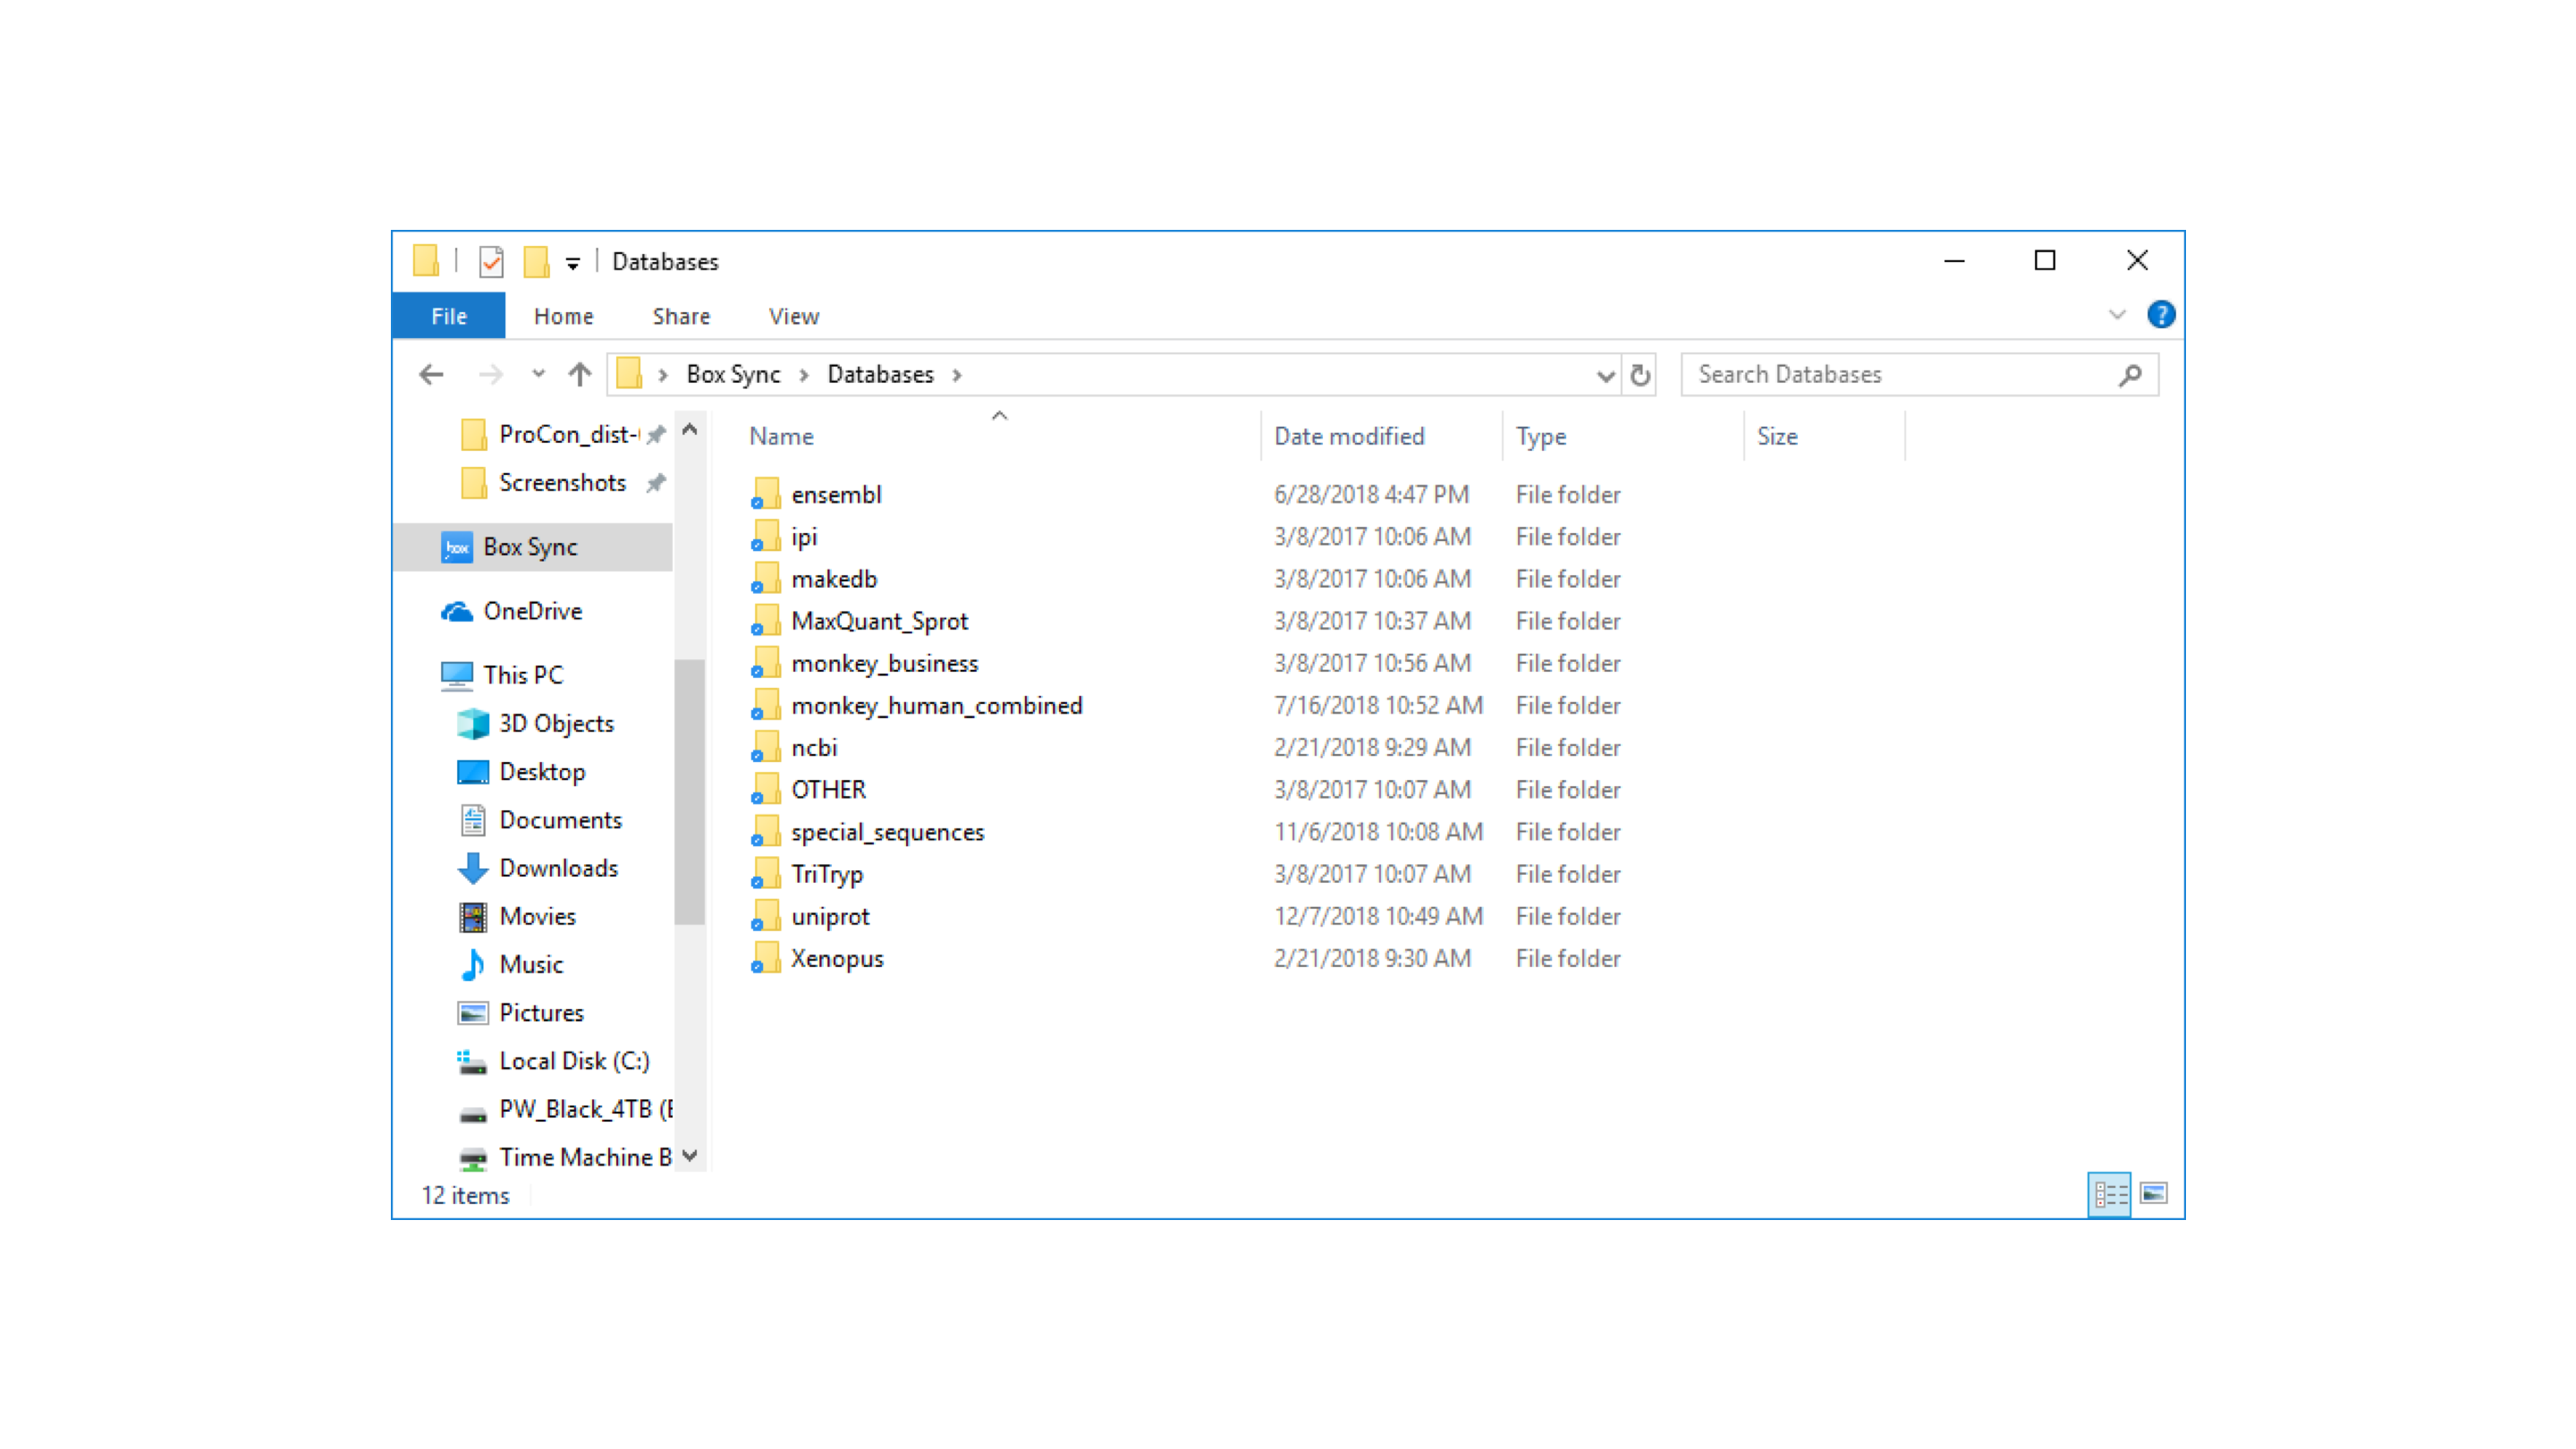 Databases
File Home Share View
Box Sync Databases Search Databases
ProCon_dist-
Screenshots
box Box Sync
OneDrive
This PC
3D Objects
Desktop
Documents
Downloads
Movies
Music
Pictures
Local Disk (C:)
PW_Black_4TB (
Time Machine B
Name Date modified Type Size
ensembl 6/28/2018 4:47 PM File folder
ipi 3/8/2017 10:06 AM File folder
makedb 3/8/2017 10:06 AM File folder
MaxQuant_Sprot 3/8/2017 10:37 AM File folder
monkey_business 3/8/2017 10:56 AM File folder
monkey_human_combined 7/16/2018 10:52 AM File folder
ncbi 2/21/2018 9:29 AM File folder
OTHER 3/8/2017 10:07 AM File folder
special_sequences 11/6/2018 10:08 AM File folder
TriTryp 3/8/2017 10:07 AM File folder
uniprot 12/7/2018 10:49 AM File folder
Xenopus 2/21/2018 9:30 AM File folder
12 items